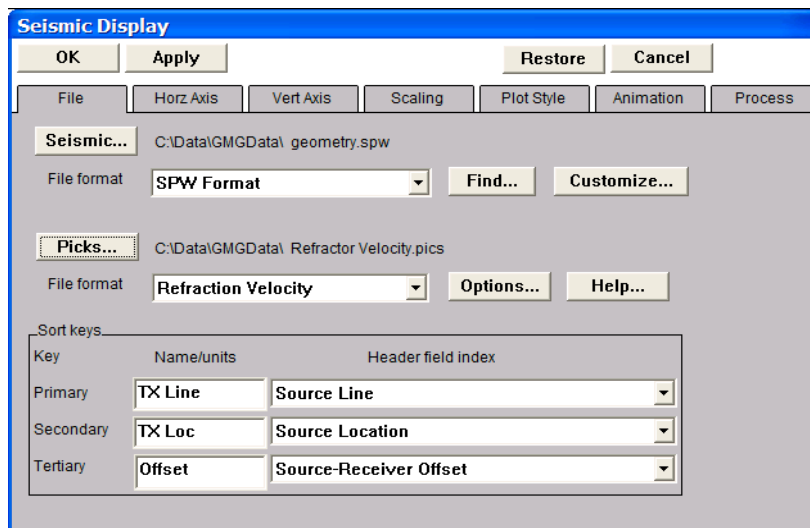 Seismic Display
OK Apply Restore Cancel
File Horz Axis Vert Axis Scaling Plot Style Animation Process
Seismic... C:\Data\GMGData\ geometry.spw
File format SPW Format Find... Customize...
Picks... C:\Data\GMGData\ Refractor Velocity.pics
File format Refraction Velocity Options... Help...
Sort keys
Key Name/units Header field index
Primary TX Line Source Line
Secondary TX Loc Source Location
Tertiary Offset Source-Receiver Offset